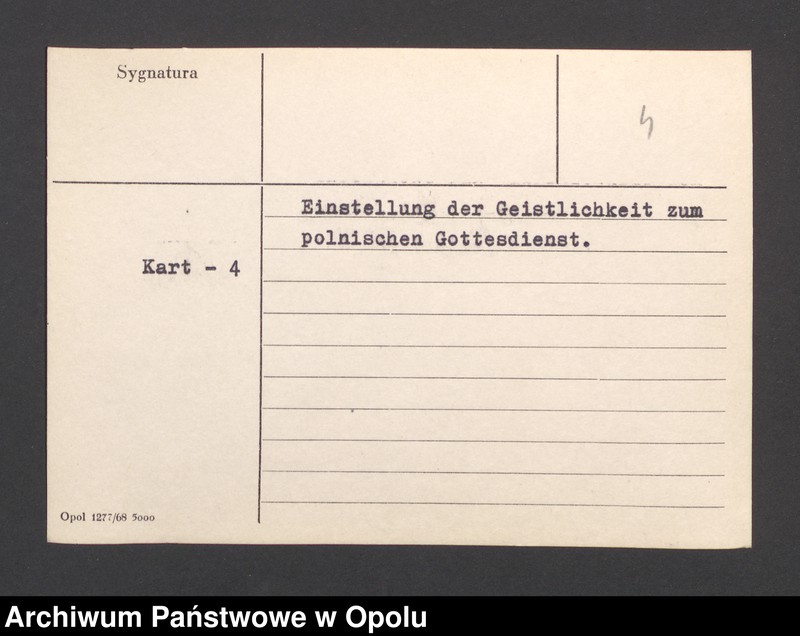 Sygnatura
4
Einstellung der Geistlichkeit zum
polnischen Gottesdienst.
Kart - 4
Opol 1277/68 5000
Archiwum Państwowe w Opolu